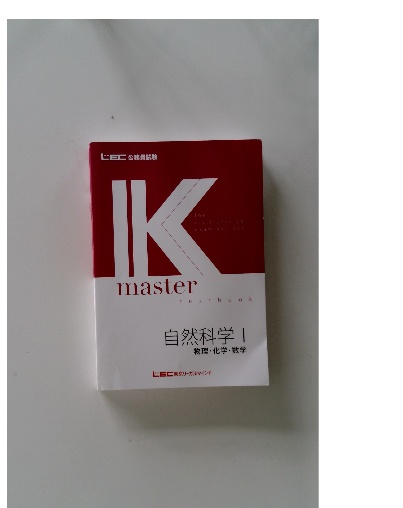 LEC 公務員試験
K
master
textbook
自然科学 I
物理・化学・数学
LEC東京リーガルマインド